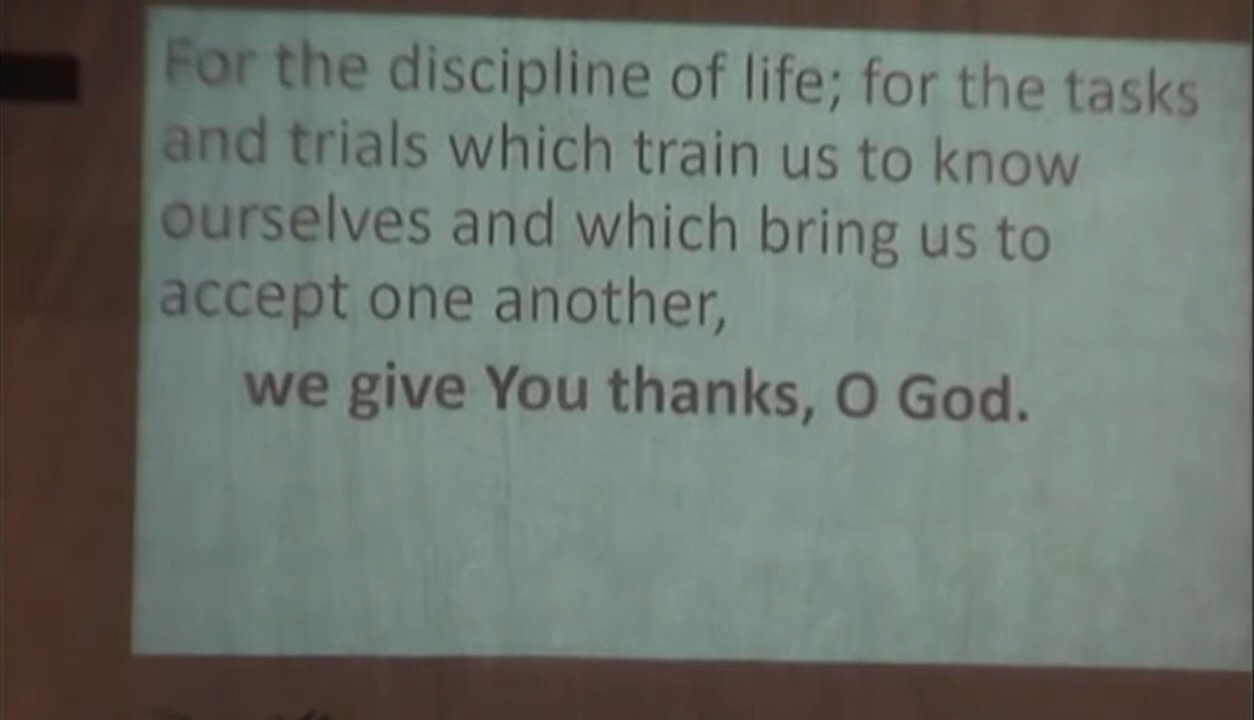 For the discipline of life; for the tasks
and trials which train us to know
ourselves and which bring us to
accept one another,
we give You thanks, O God.